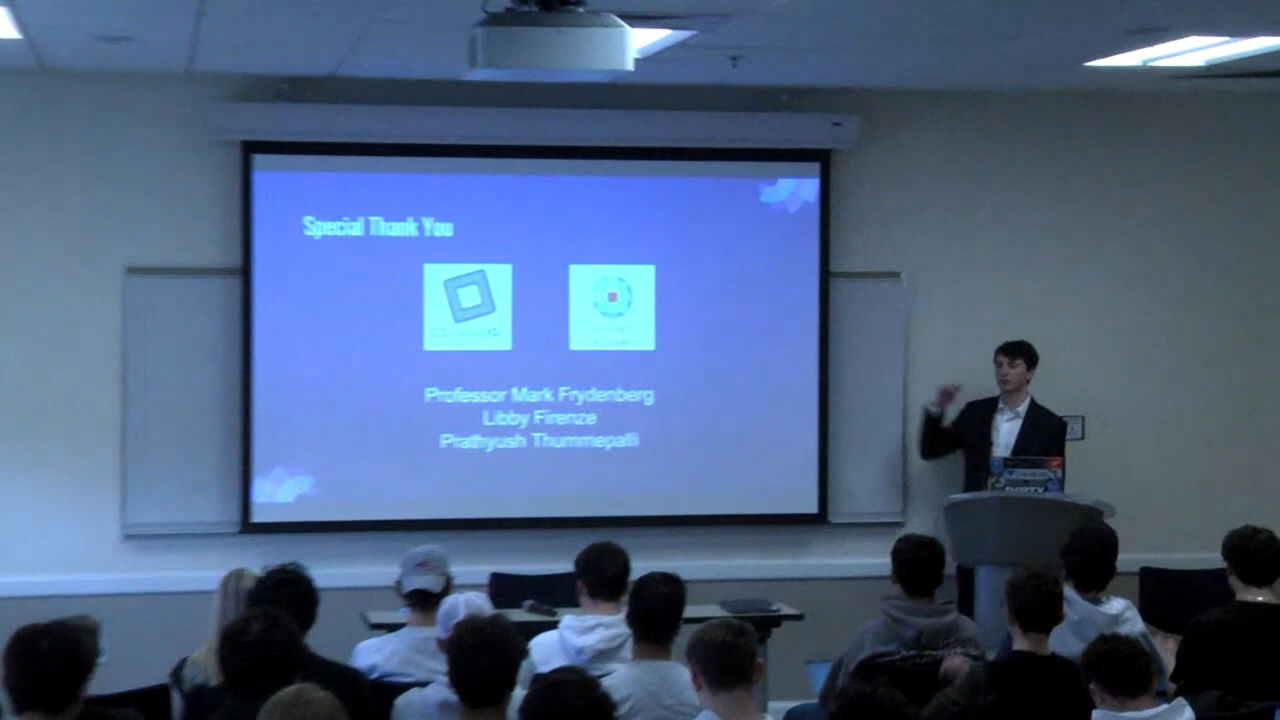 Special Thank You
Professor Mark Frydenberg
Libby Firenze
Prathyush Thummepalli